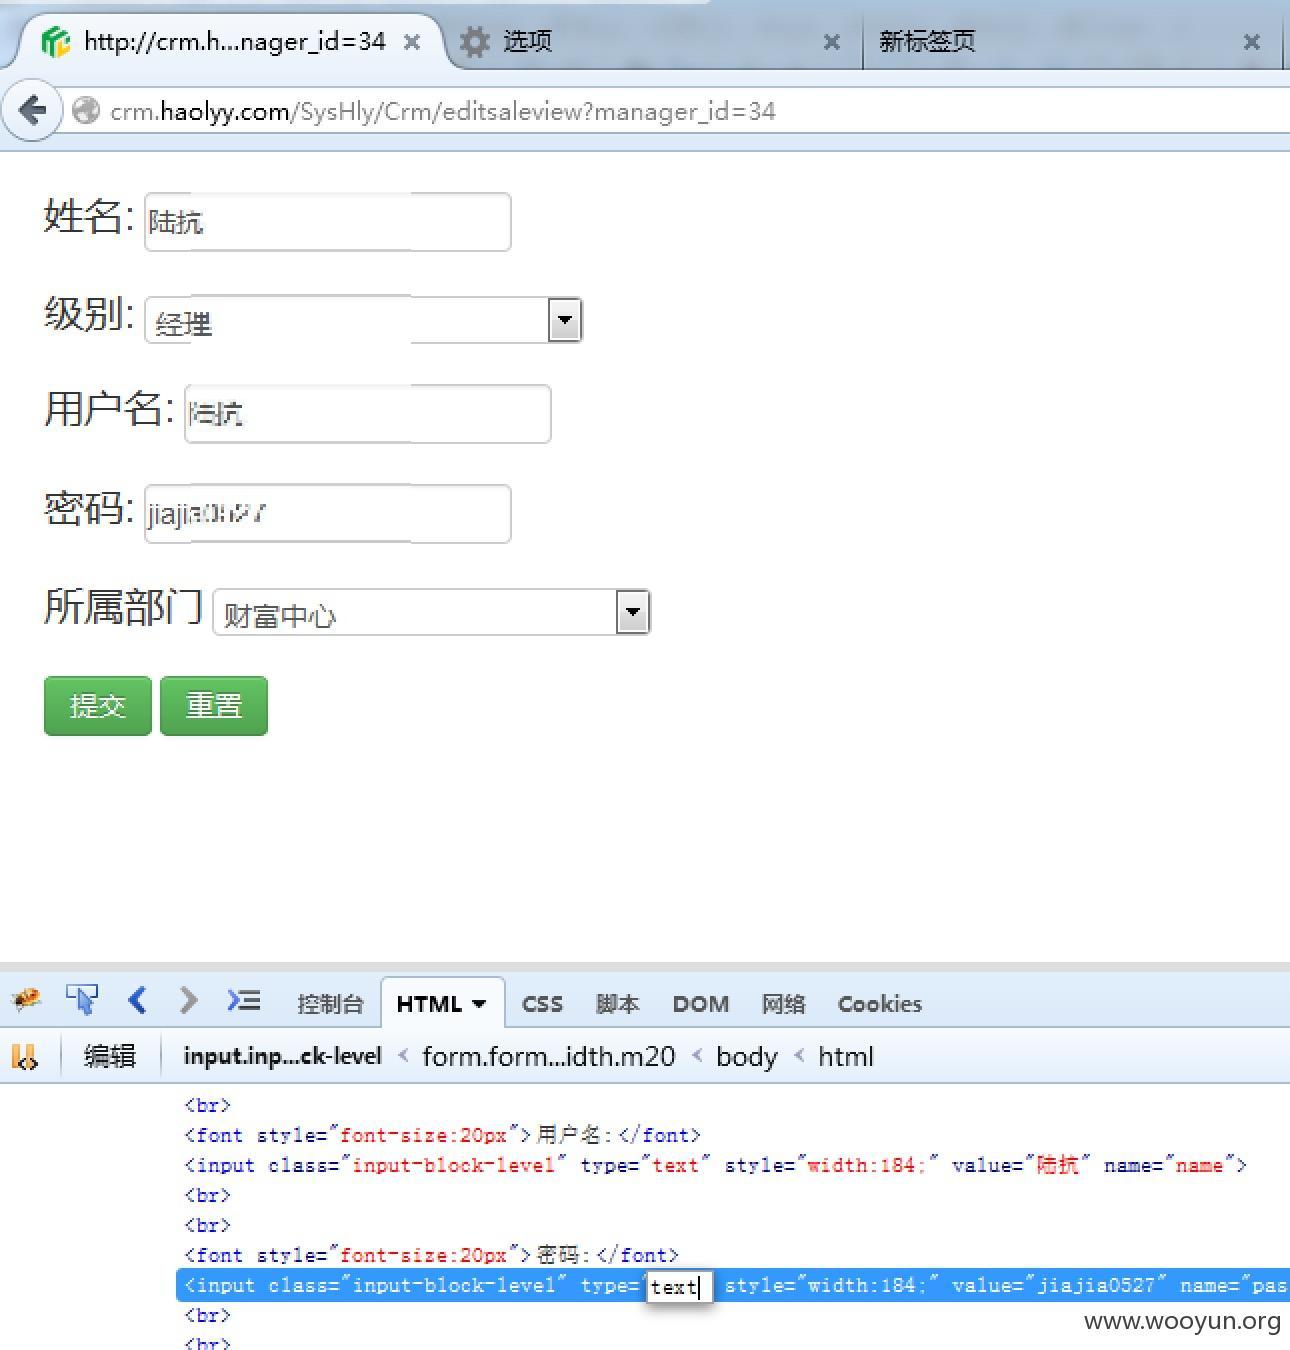 http://crm.h...nager_id=34
选项
新标签页
crm.haolyy.com/SysHly/Crm/editsaleview?manager_id=34
姓名: 陆抗
级别: 经理
用户名: 陆抗
密码: jiajia0527
所属部门 财富中心
提交 重置
控制台 HTML CSS 脚本 DOM 网络 Cookies
编辑 input.inp...ck-level < form.form...idth.m20 < body < html
<br>
<font style="font-size:20px">用户名:</font>
<input class="input-block-level" type="text" style="width:184;" value="陆抗" name="name">
<br>
<br>
<font style="font-size:20px">密码:</font>
<input class="input-block-level" type="text style="width:184;" value="jiajia0527" name="pas
<br>
<br>
www.wooyun.org